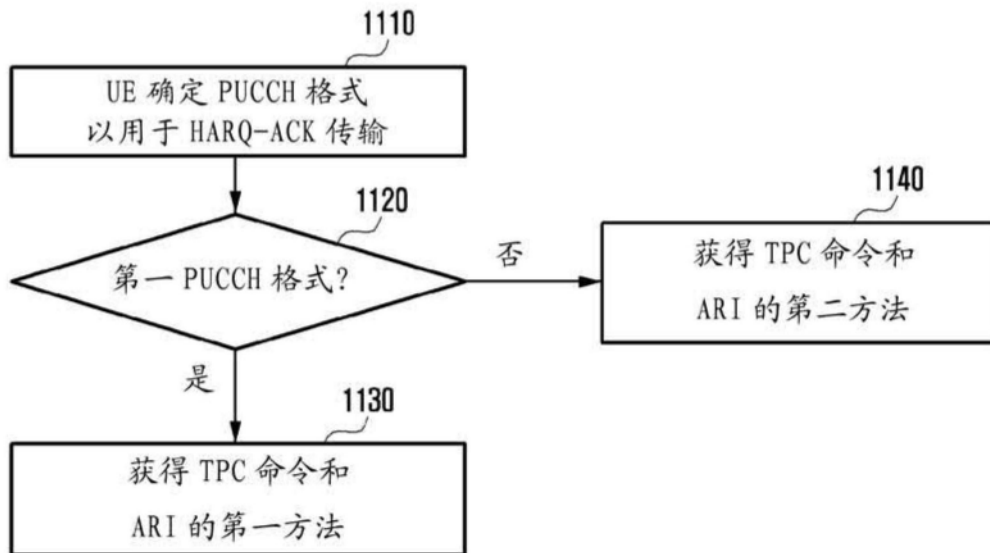 1110
UE 确定 PUCCH 格式
以用于 HARQ-ACK 传输
1120
第一 PUCCH 格式?
否
1140
获得 TPC 命令和
ARI 的第二方法
是
1130
获得 TPC 命令和
ARI 的第一方法